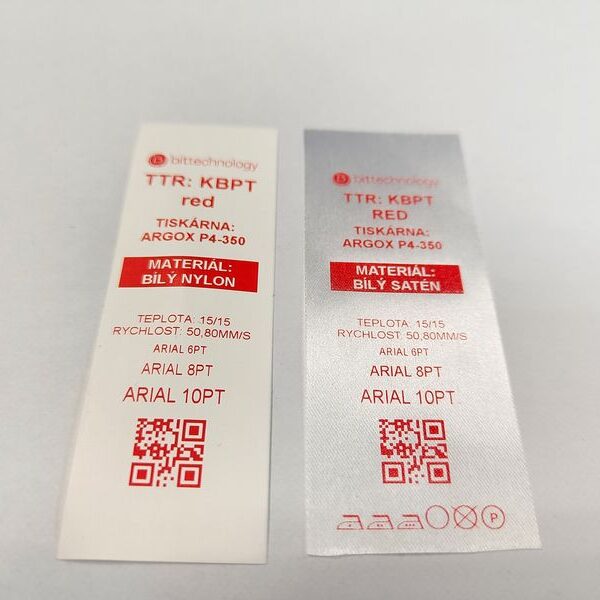 bittechnology
TTR: KBPT
red
TISKÁRNA:
ARGOX P4-350
MATERIÁL:
BÍLÝ NYLON
TEPLOTA: 15/15
RYCHLOST: 50,80MM/S
ARIAL 6PT
ARIAL 8PT
ARIAL 10PT
bittechnology
TTR: KBPT
RED
TISKÁRNA:
ARGOX P4-350
MATERIÁL:
BÍLÝ SATÉN
TEPLOTA: 15/15
RYCHLOST: 50,80MM/S
ARIAL 6PT
ARIAL 8PT
ARIAL 10PT
P